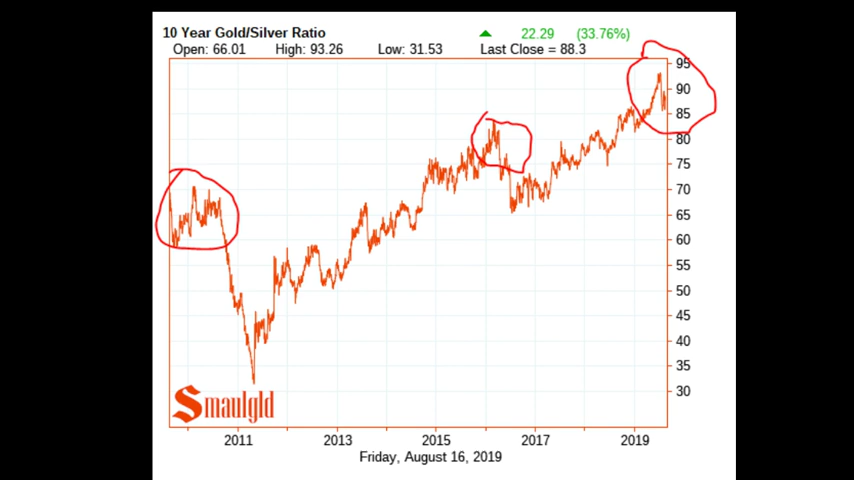 10 Year Gold/Silver Ratio 22.29 (33.76%)
Open: 66.01 High: 93.26 Low: 31.53 Last Close = 88.3
95
90
85
80
75
70
65
60
55
50
45
40
35
30
Smaulgld
2011 2013 2015 2017 2019
Friday, August 16, 2019